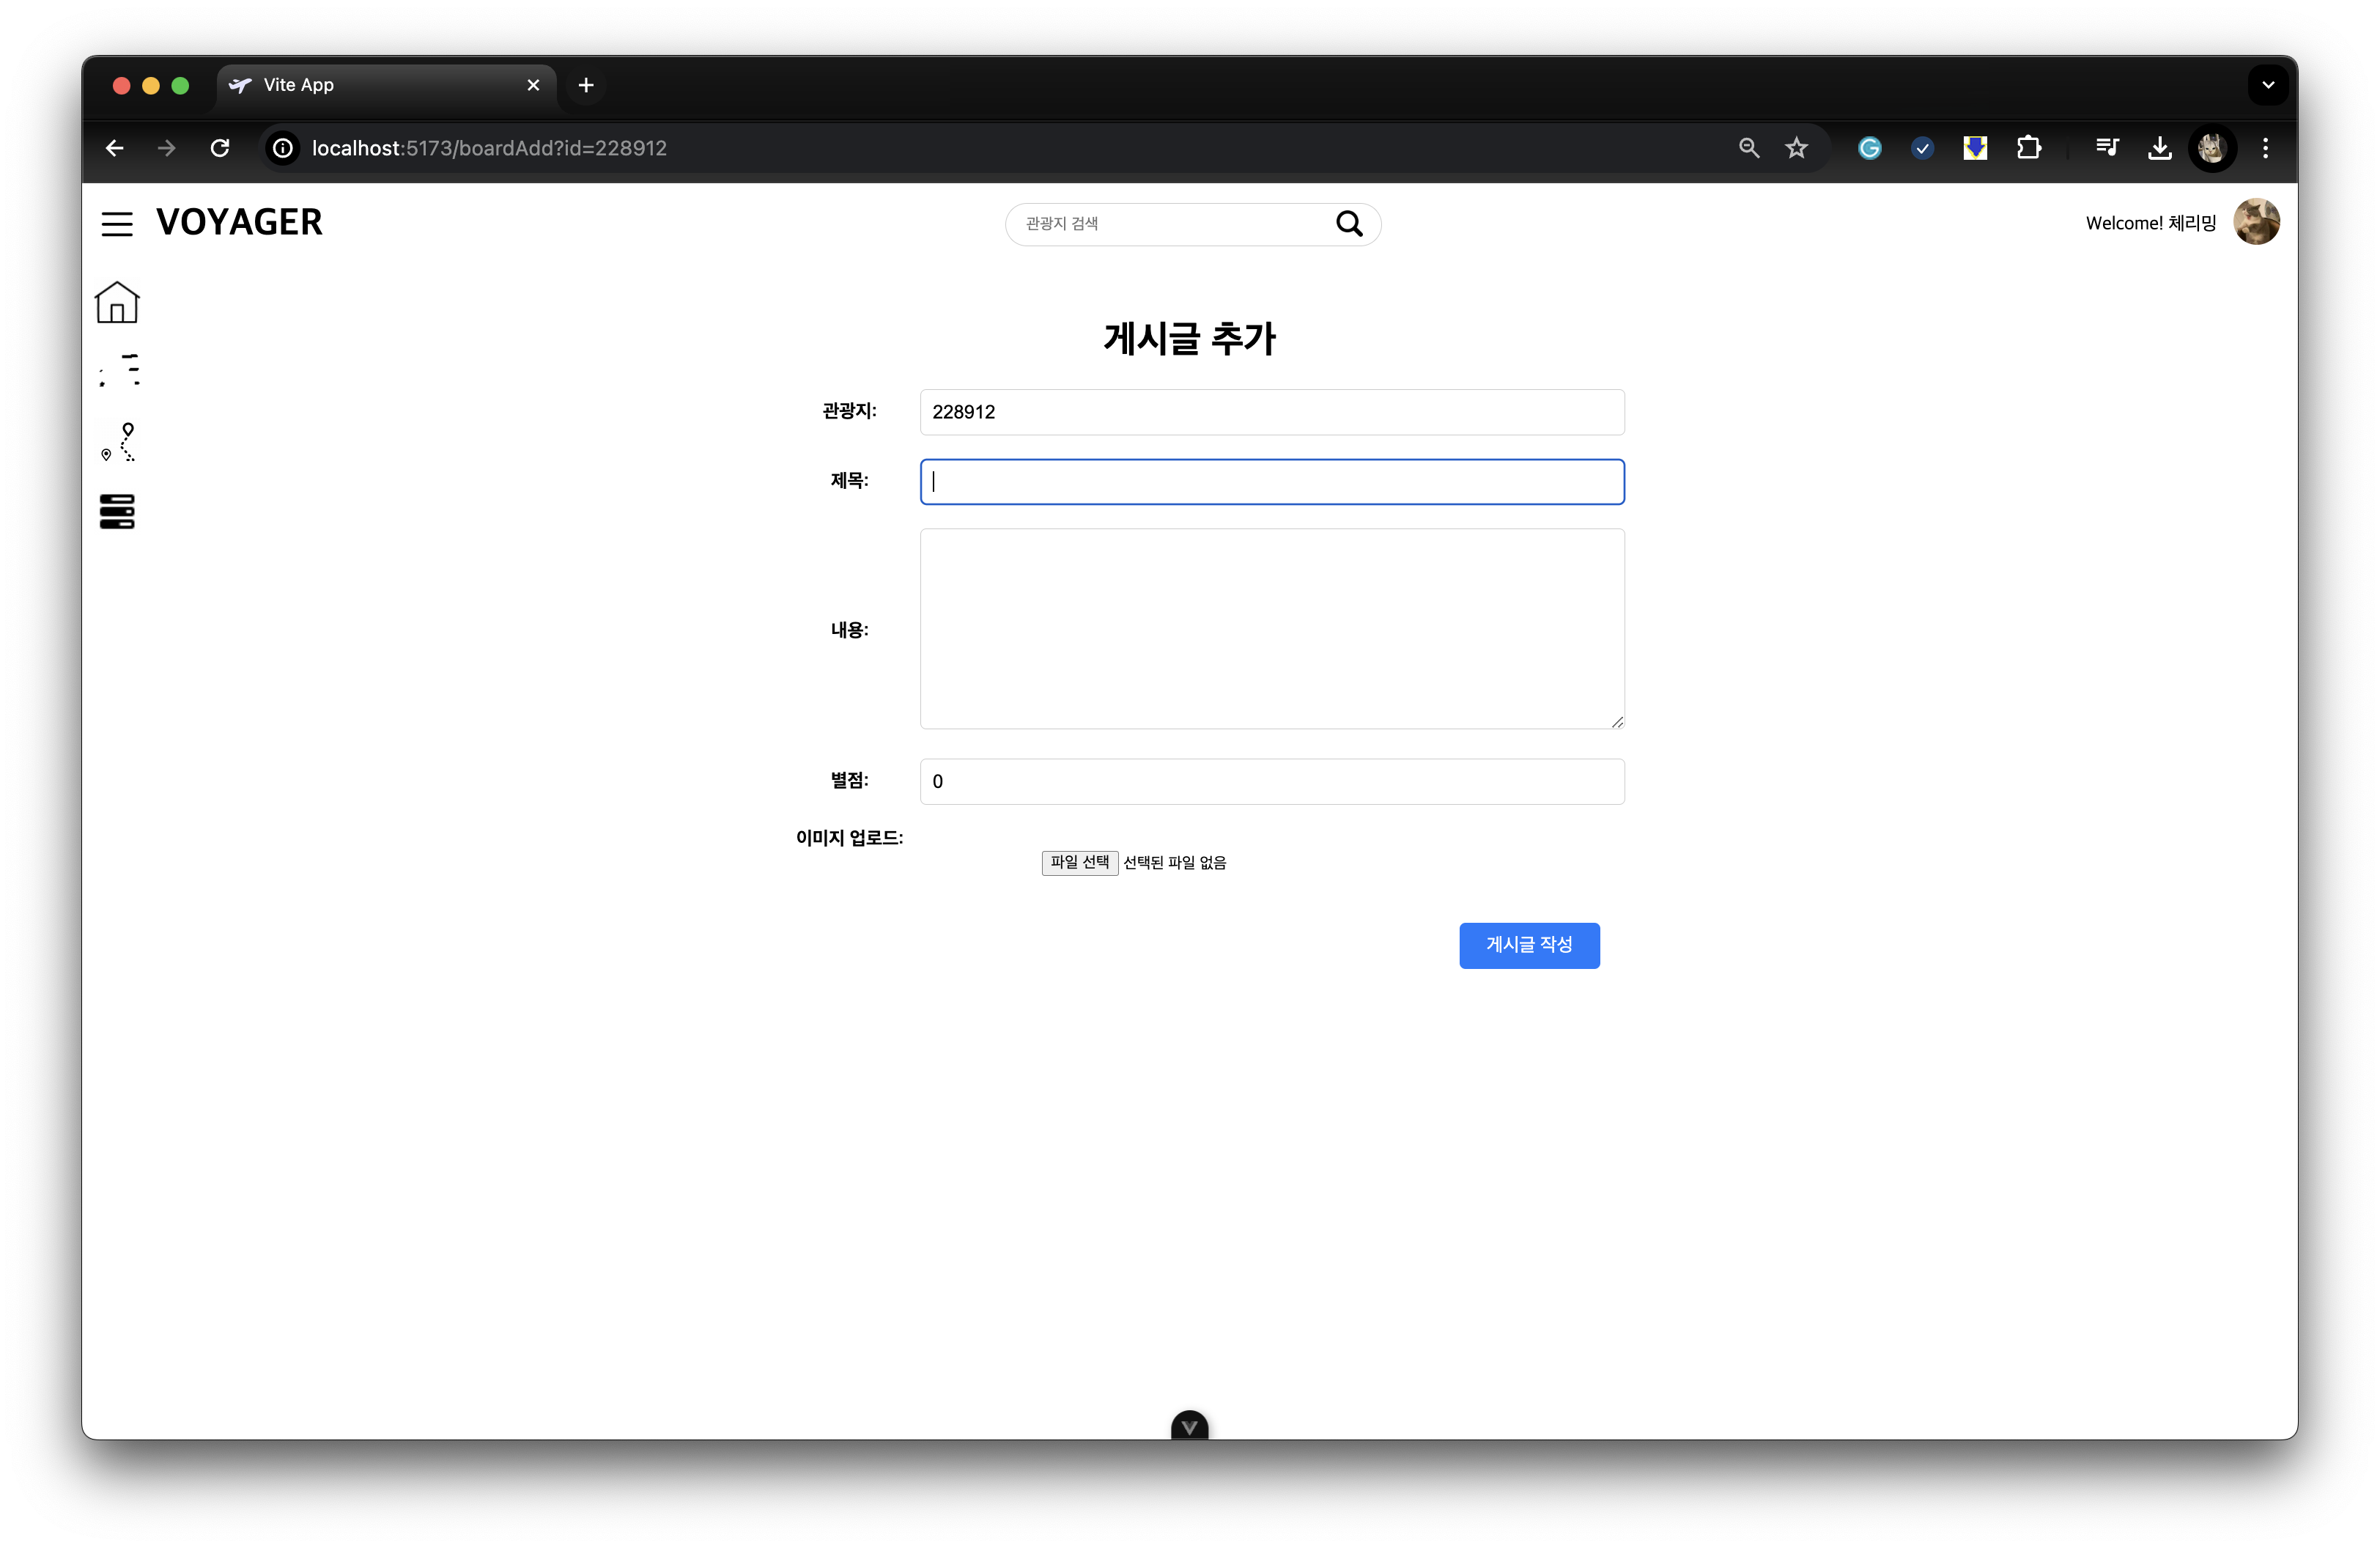 Vite App
localhost:5173/boardAdd?id=228912
VOYAGER
관광지 검색
Welcome! 체리밍
게시글 추가
관광지:
228912
제목:
내용:
별점:
0
이미지 업로드:
파일 선택 선택된 파일 없음
게시글 작성